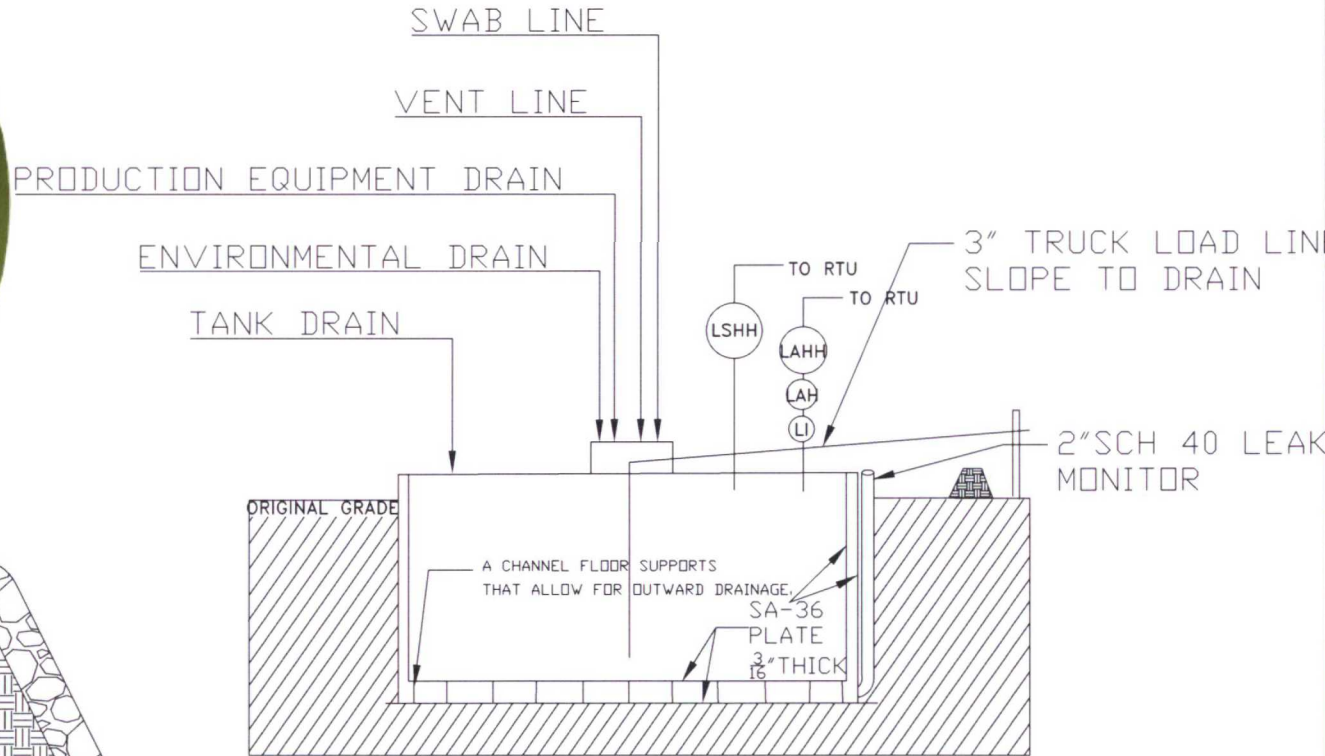 SWAB LINE
VENT LINE
PRODUCTION EQUIPMENT DRAIN
ENVIRONMENTAL DRAIN
TANK DRAIN
TO RTU
TO RTU
3" TRUCK LOAD LINE
SLOPE TO DRAIN
LSHH
LAHH
LAH
LI
2"SCH 40 LEAK
MONITOR
ORIGINAL GRADE
A CHANNEL FLOOR SUPPORTS
THAT ALLOW FOR OUTWARD DRAINAGE.
SA-36
PLATE
3/16" THICK